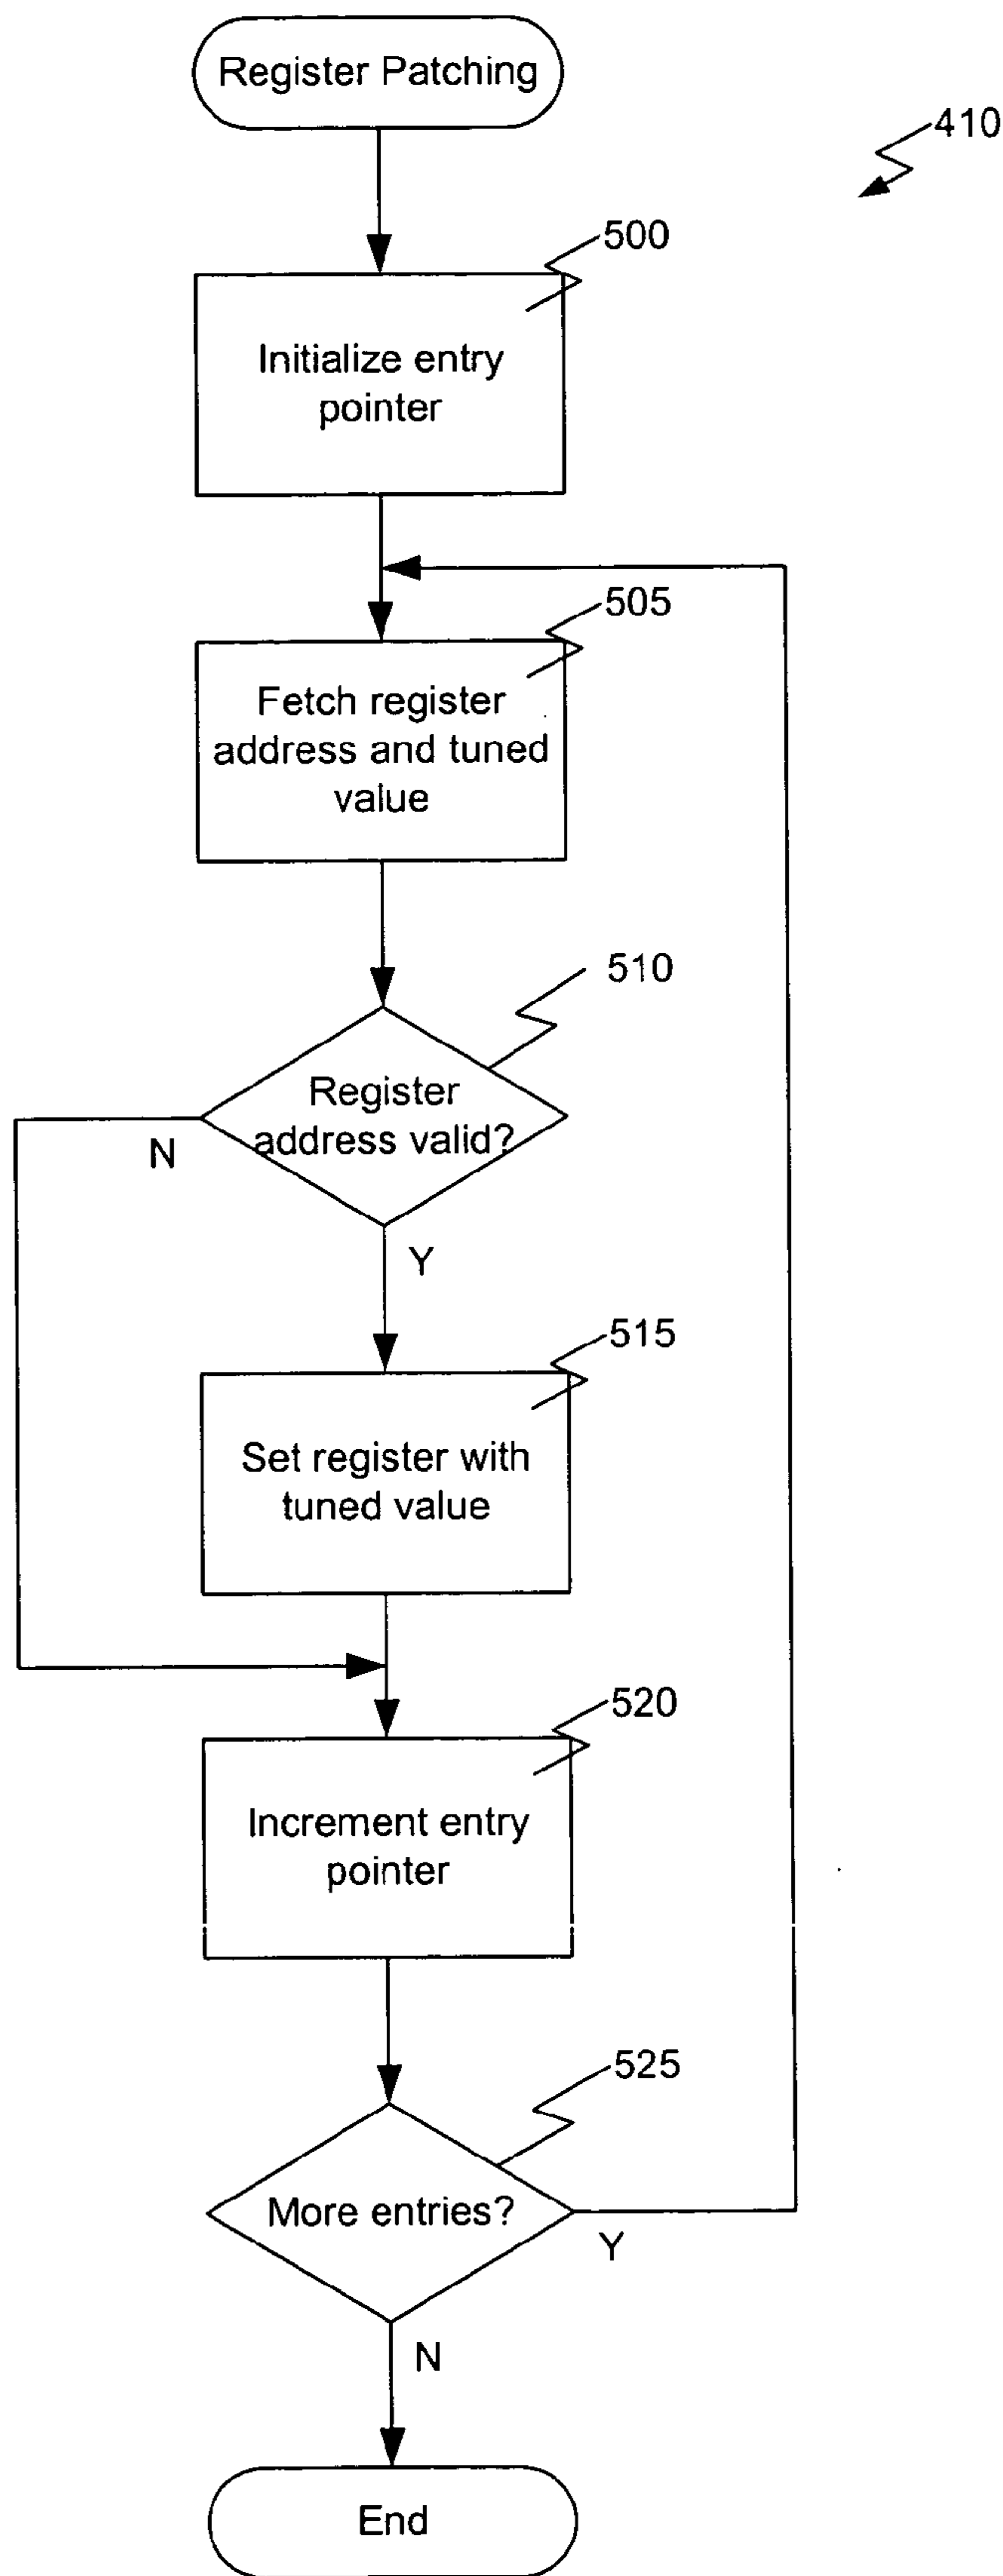 Register Patching
410
500
Initialize entry
pointer
505
Fetch register
address and tuned
value
510
Register
address valid?
N
Y
515
Set register with
tuned value
520
Increment entry
pointer
525
More entries?
Y
N
End